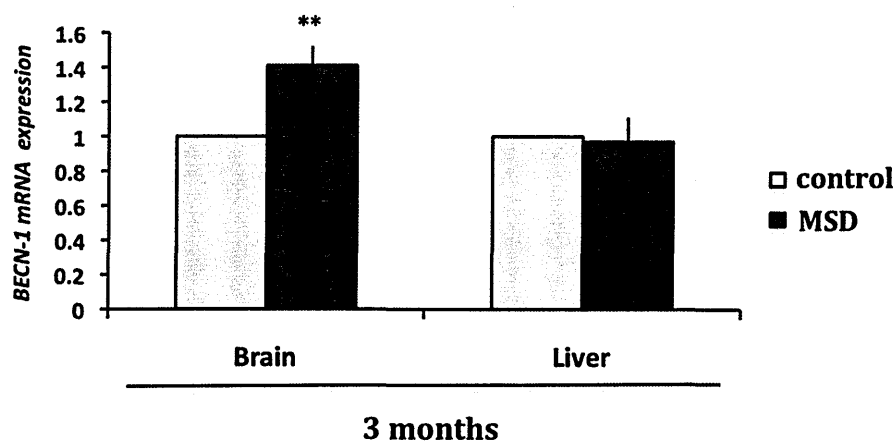 **
BECN-1 mRNA expression
1.6
1.4
1.2
1
0.8
0.6
0.4
0.2
0
control
MSD
Brain Liver
3 months